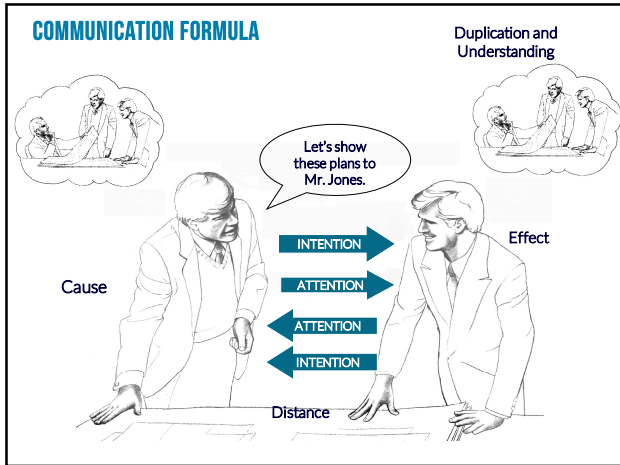 COMMUNICATION FORMULA
Duplication and
Understanding
Let's show
these plans to
Mr. Jones.
INTENTION
Effect
ATTENTION
Cause
ATTENTION
INTENTION
Distance